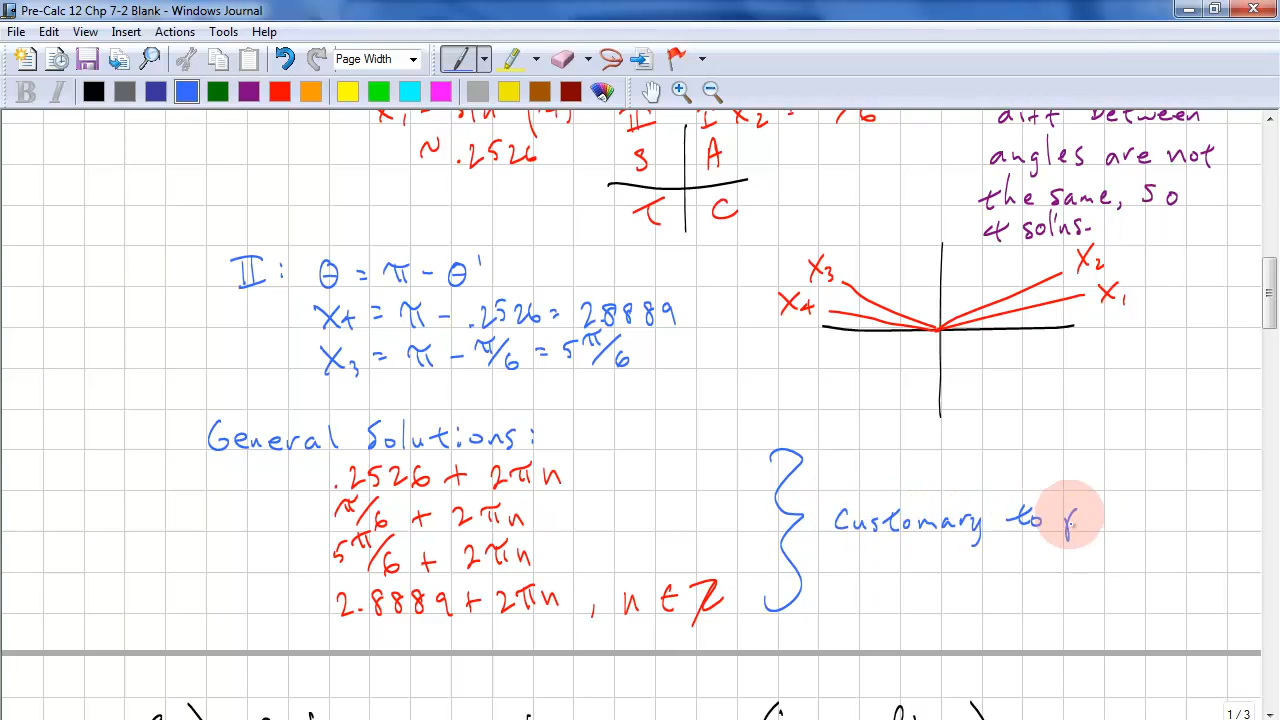 Pre-Calc 12 Chp 7-2 Blank - Windows Journal
File Edit View Insert Actions Tools Help
Page Width
B I
≈ .2526
S A
T C
diff between
angles are not
the same, so
4 sol'ns.
II: θ = π - θ'
x4 = π - .2526 = 2.8889
x3 = π - π/6 = 5π/6
x3 x2
x4 x1
General Solutions:
.2526 + 2πn
π/6 + 2πn
5π/6 + 2πn
2.8889 + 2πn , n ∈ ℤ
Customary to
1/3